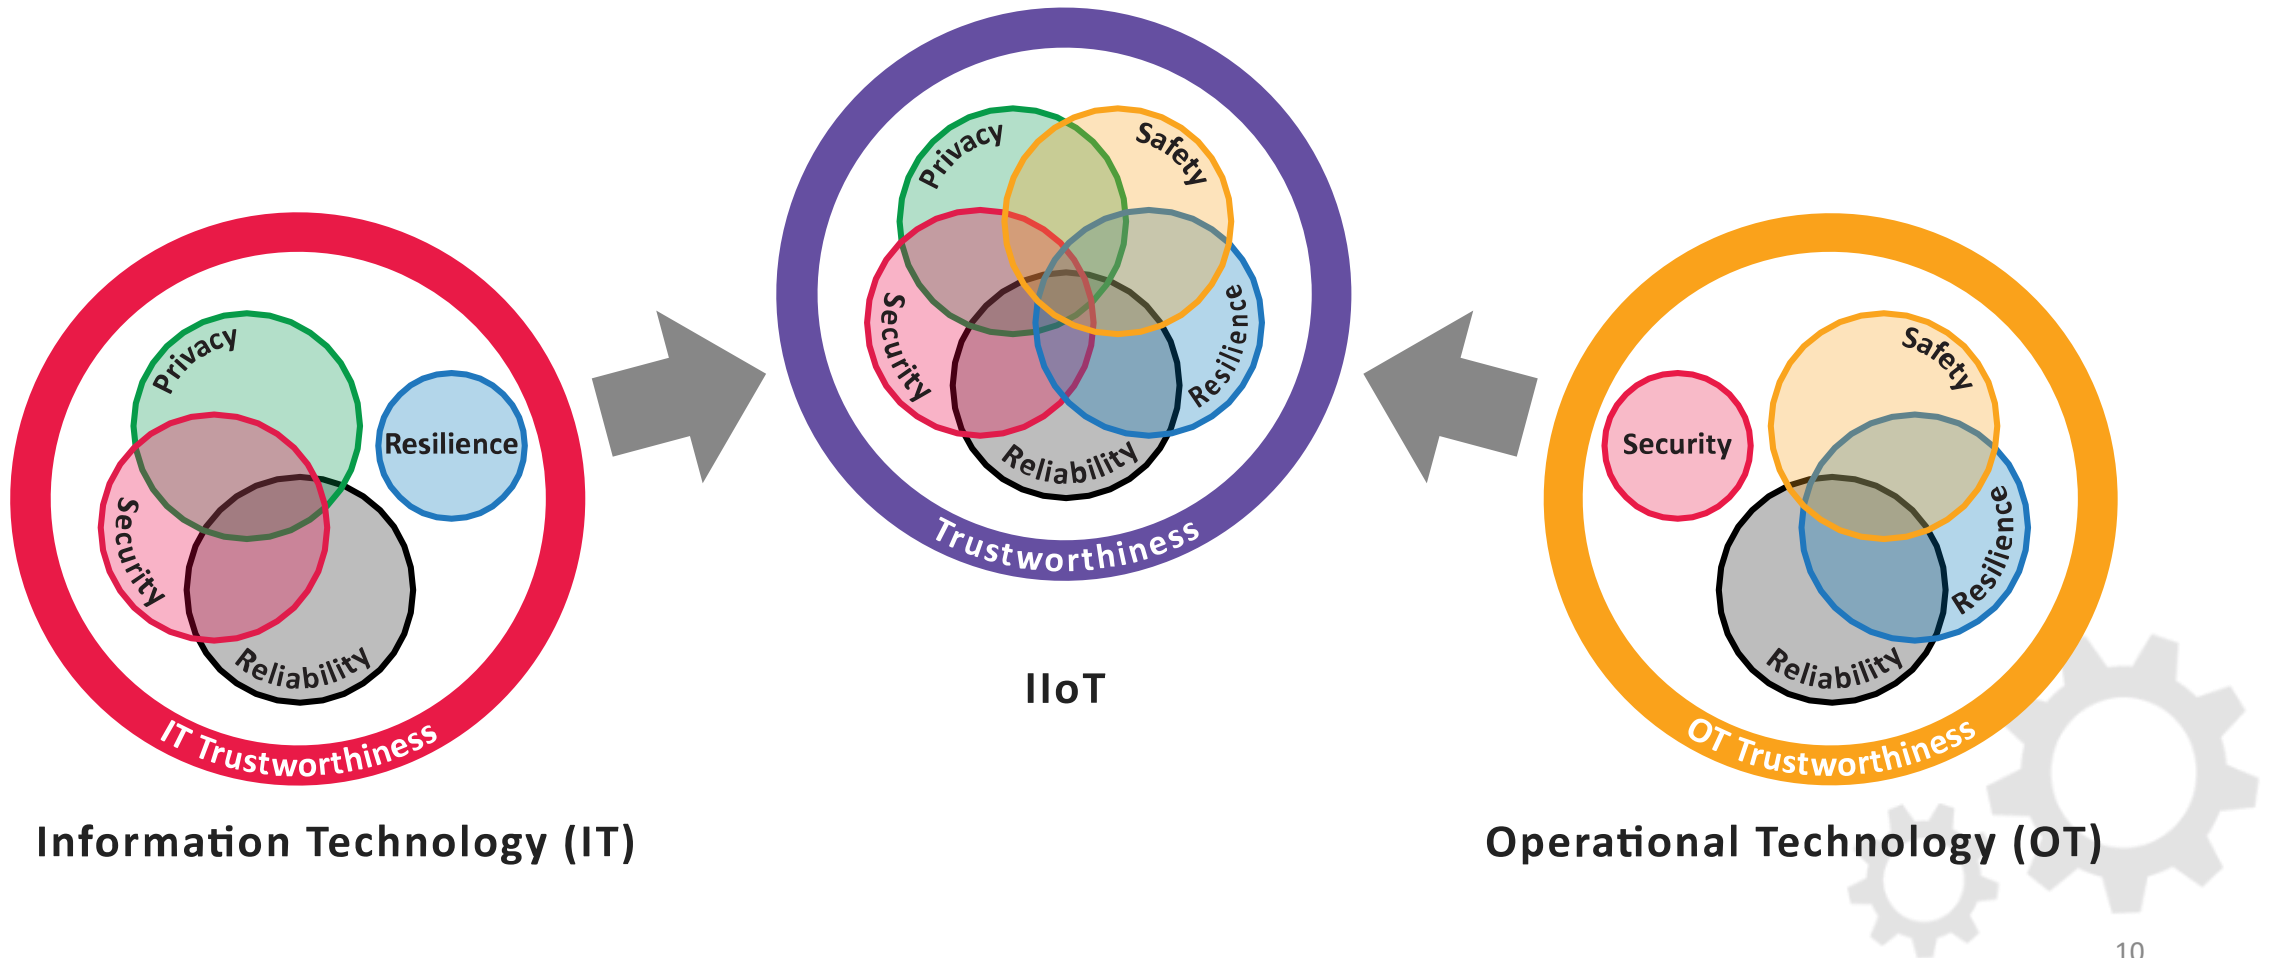 Privacy
Security
Reliability
Resilience
IT Trustworthiness
Information Technology (IT)
Privacy
Safety
Security
Resilience
Reliability
Trustworthiness
IIoT
Security
Safety
Resilience
Reliability
OT Trustworthiness
Operational Technology (OT)
10